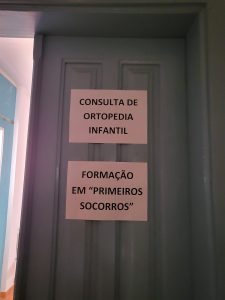 CONSULTA DE
ORTOPEDIA
INFANTIL
FORMAÇÃO
EM “PRIMEIROS
SOCORROS”